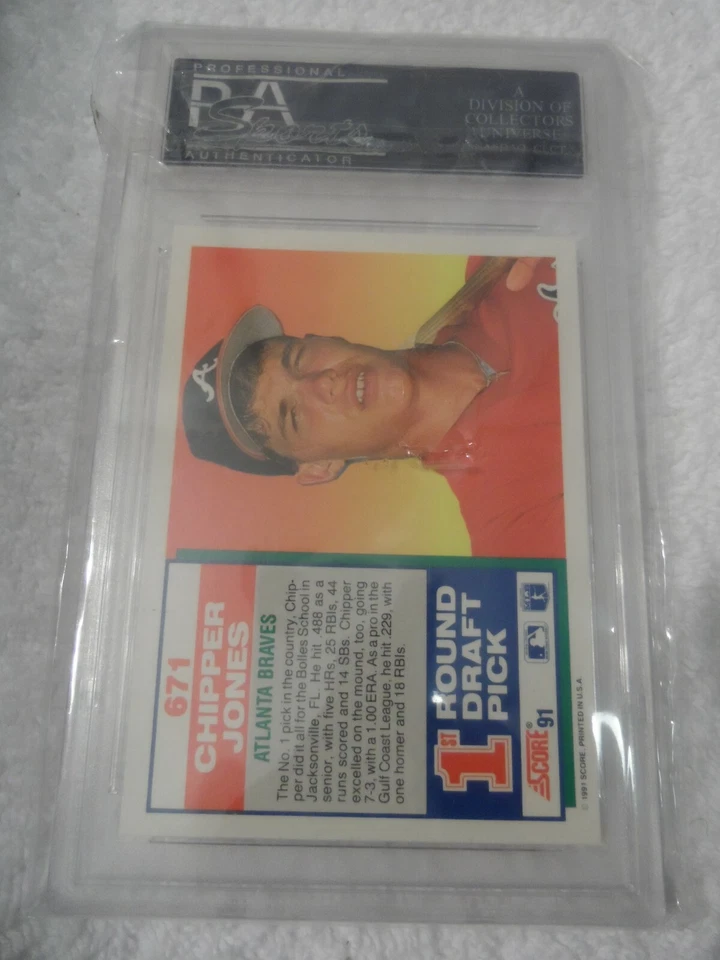 PROFESSIONAL
Sports
AUTHENTICATOR
A
DIVISION OF
COLLECTORS
UNIVERSE
671
CHIPPER
JONES
ATLANTA BRAVES
The No. 1 pick in the country, Chip-
per did it all for the Bolles School in
Jacksonville, FL. He hit .488 as a
senior, with five HRs, 25 RBIs, 44
runs scored and 14 SBs. Chipper
excelled on the mound, too, going
7-3, with a 1.00 ERA. As a pro in the
Gulf Coast League, he hit .229, with
one homer and 18 RBIs.
1ST ROUND
DRAFT
PICK
SCORE® 91
© 1991 SCORE PRINTED IN U.S.A.
A